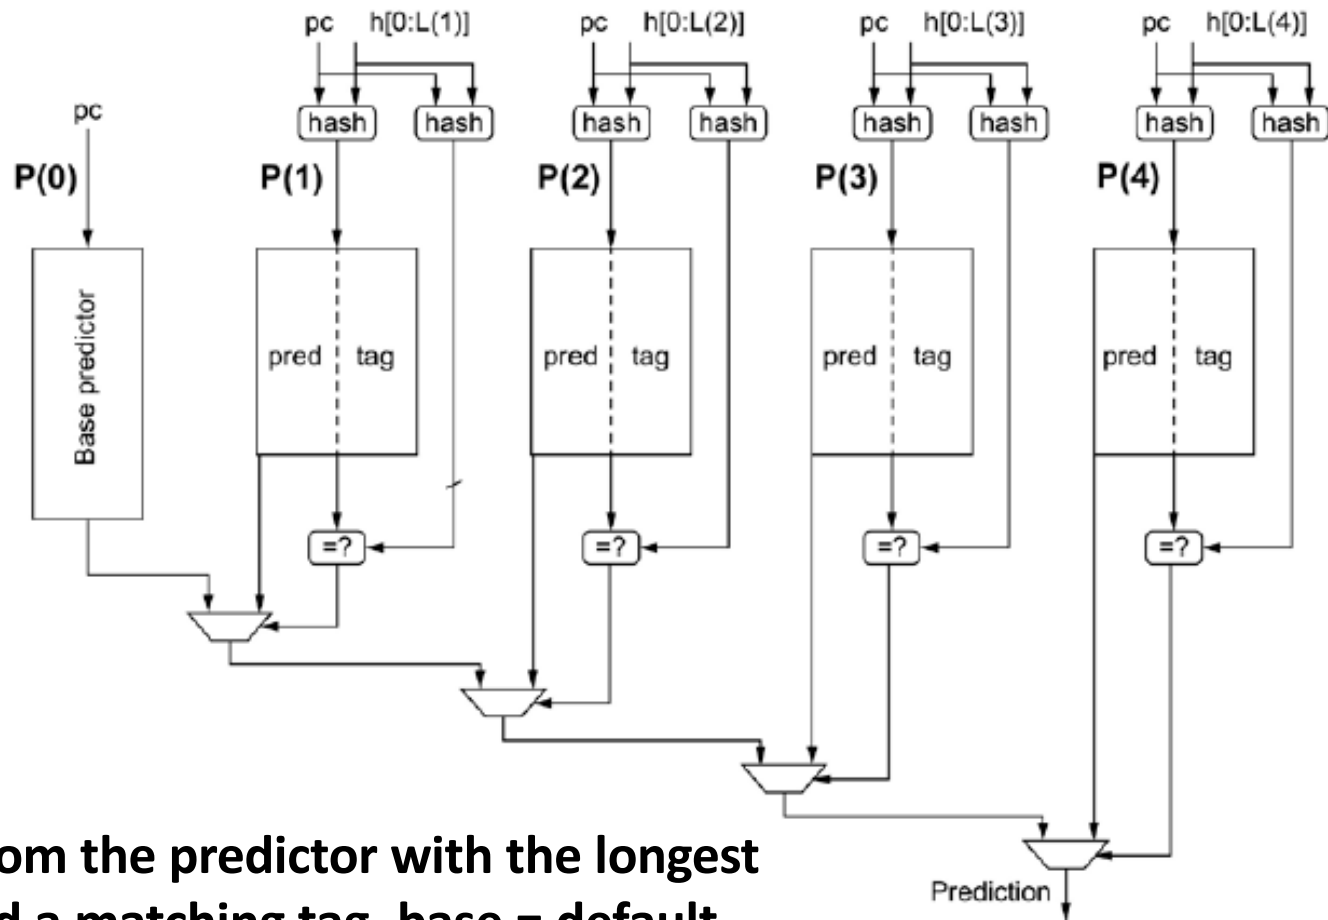 pc h[0:L(1)] pc h[0:L(2)] pc h[0:L(3)] pc h[0:L(4)]
pc
hash hash hash hash hash hash hash hash
P(0) P(1) P(2) P(3) P(4)
Base predictor
pred tag pred tag pred tag pred tag
=? =? =? =?
om the predictor with the longest
Prediction
d a matching tag, base = default